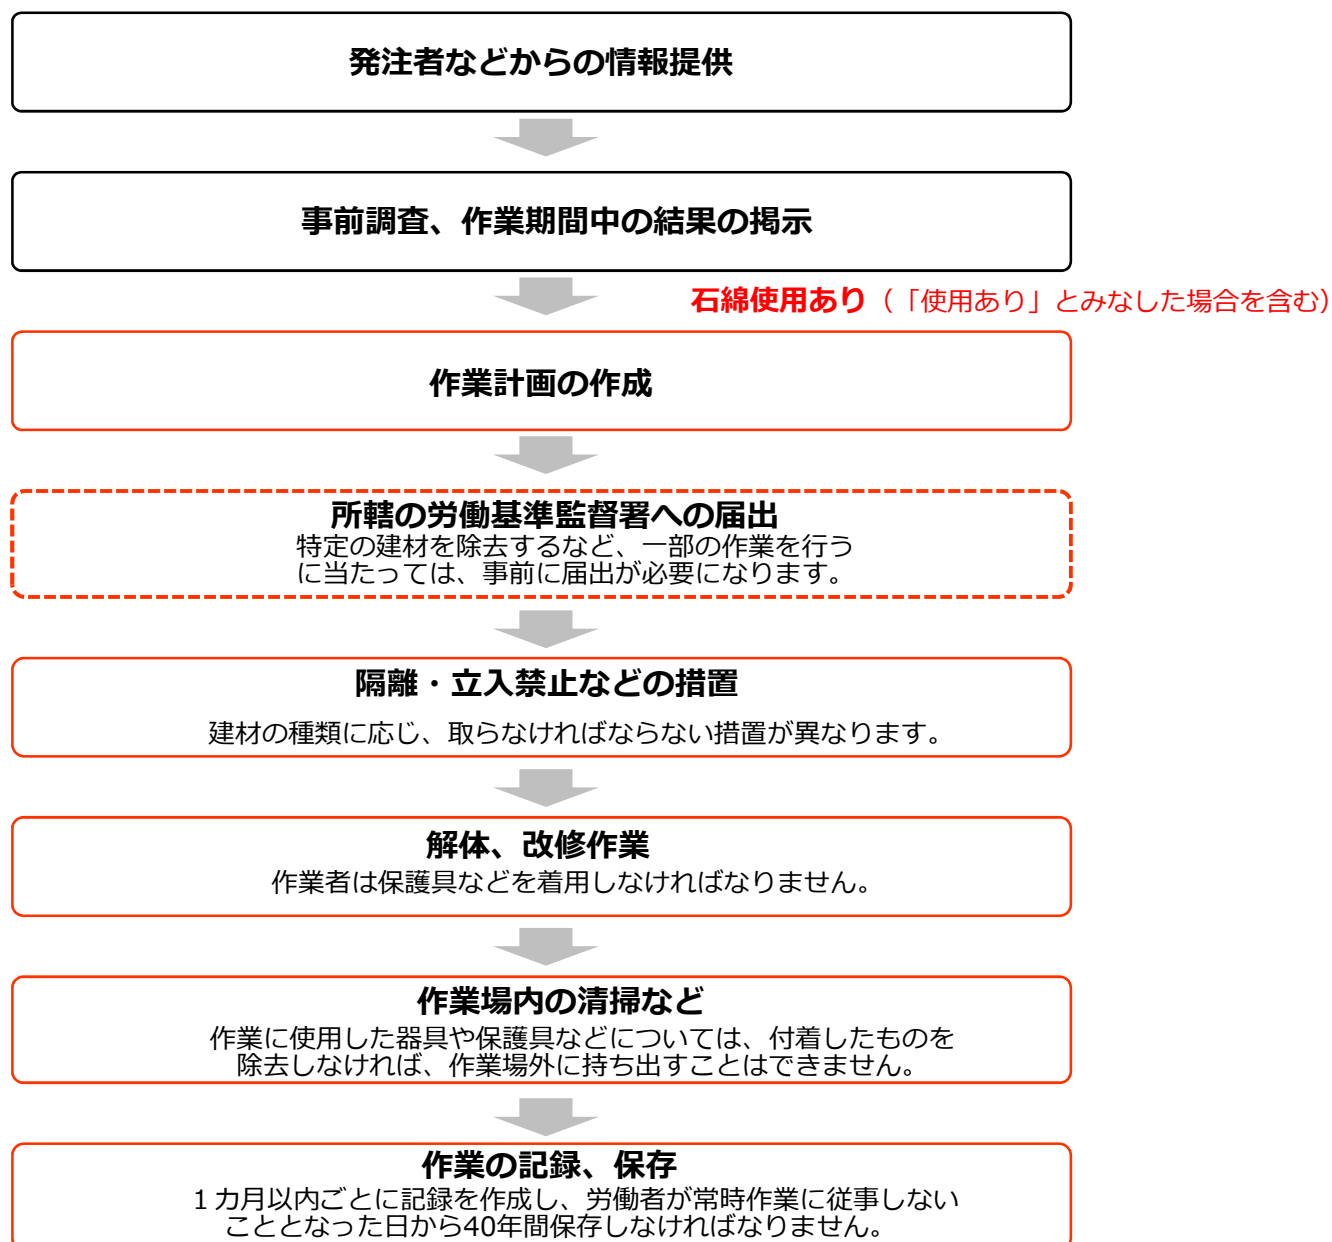 発注者などからの情報提供
事前調査、作業期間中の結果の掲示
石綿使用あり（「使用あり」とみなした場合を含む）
作業計画の作成
所轄の労働基準監督署への届出
特定の建材を除去するなど、一部の作業を行う
に当たっては、事前に届出が必要になります。
隔離・立入禁止などの措置
建材の種類に応じ、取らなければならない措置が異なります。
解体、改修作業
作業者は保護具などを着用しなければなりません。
作業場内の清掃など
作業に使用した器具や保護具などについては、付着したものを
除去しなければ、作業場外に持ち出すことはできません。
作業の記録、保存
１カ月以内ごとに記録を作成し、労働者が常時作業に従事しない
こととなった日から40年間保存しなければなりません。